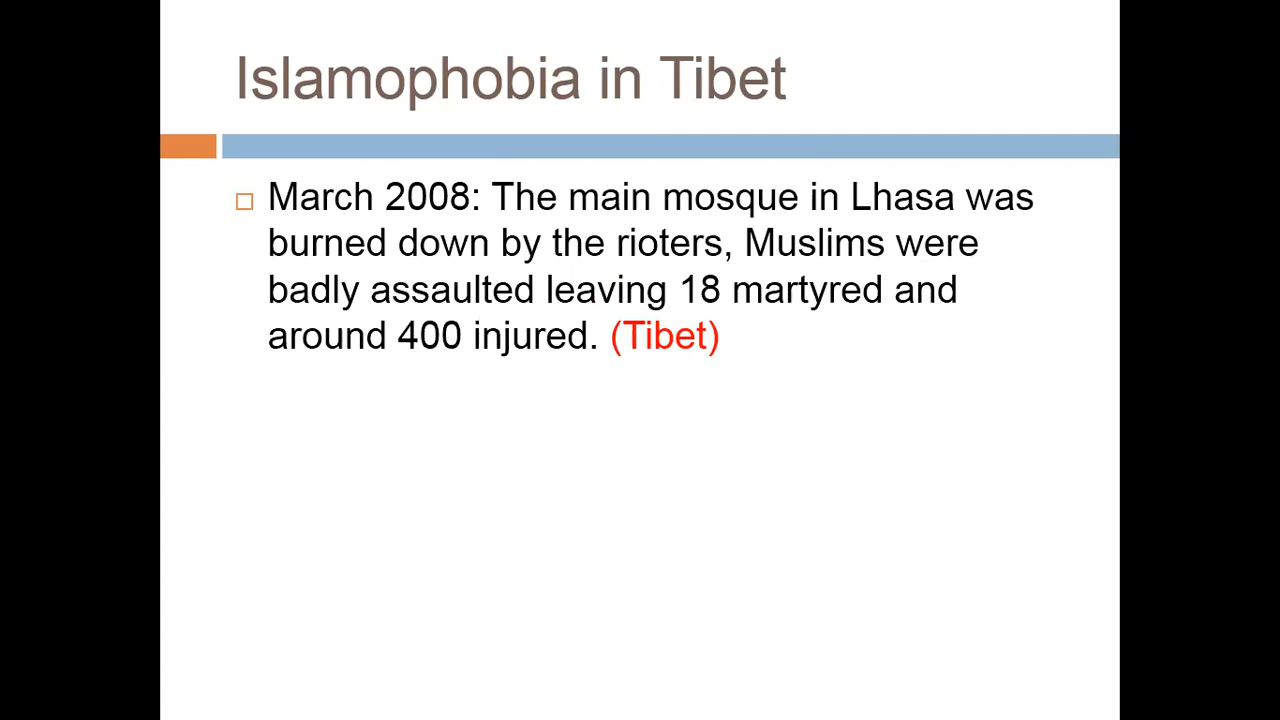 Islamophobia in Tibet
March 2008: The main mosque in Lhasa was
burned down by the rioters, Muslims were
badly assaulted leaving 18 martyred and
around 400 injured. (Tibet)